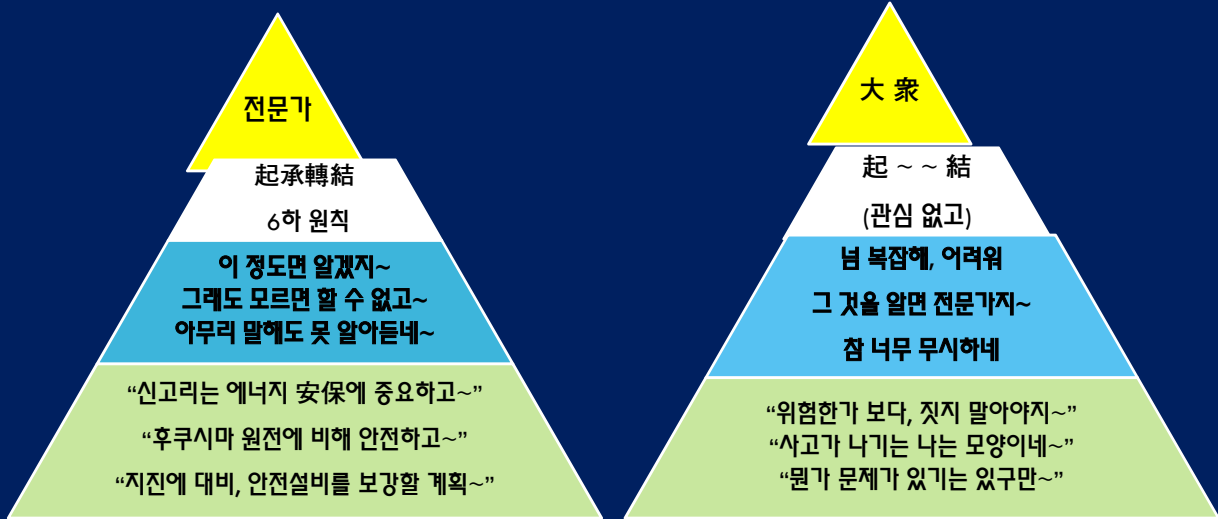 전문가
起承轉結
6하 원칙
이 정도면 알겠지~
그래도 모르면 할 수 없고~
아무리 말해도 못 알아듣네~
“신고리는 에너지 安保에 중요하고~”
“후쿠시마 원전에 비해 안전하고~”
“지진에 대비, 안전설비를 보강할 계획~”
大 衆
起 ~ ~ 結
(관심 없고)
넘 복잡해, 어려워
그 것을 알면 전문가지~
참 너무 무시하네
“위험한가 보다, 짓지 말아야지~”
“사고가 나기는 나는 모양이네~”
“뭔가 문제가 있기는 있구만~”